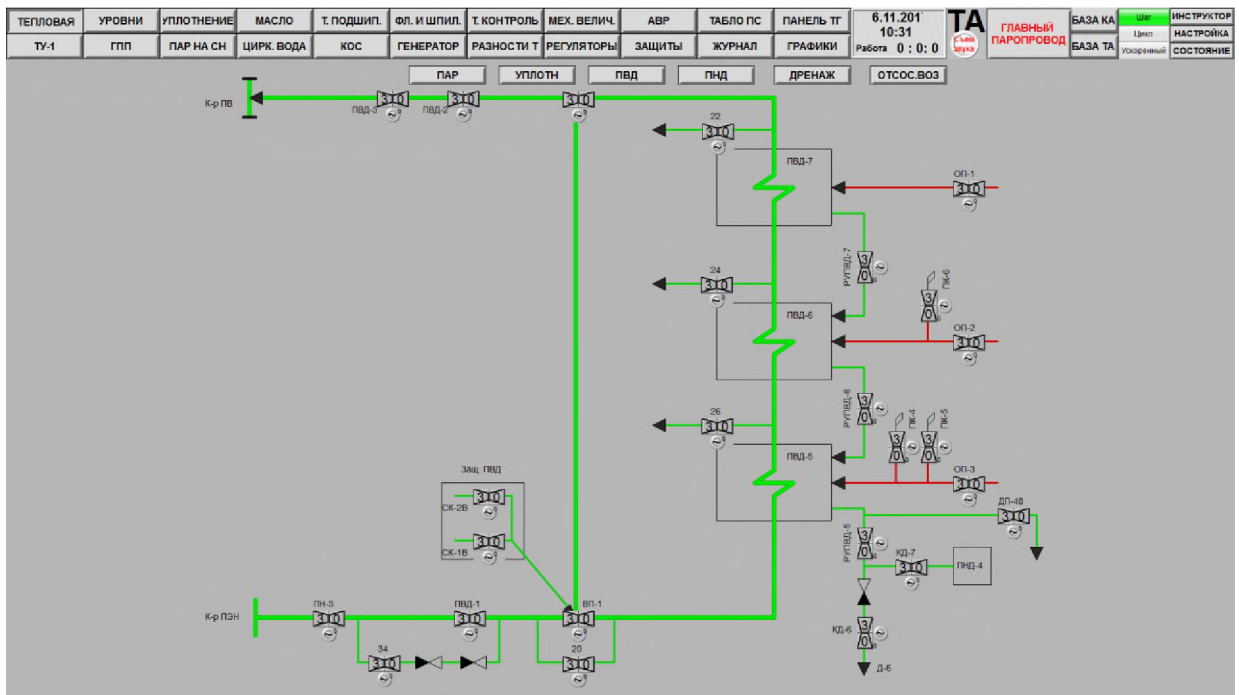 ТЕПЛОВАЯ УРОВНИ УПЛОТНЕНИЕ МАСЛО Т. ПОДШИП. ФЛ. И ШПИЛ. Т. КОНТРОЛЬ МЕХ. ВЕЛИЧ. АВР ТАБЛО ПС ПАНЕЛЬ ТГ
ТУ-1 ГПП ПАР НА СН ЦИРК. ВОДА КОС ГЕНЕРАТОР РАЗНОСТИ Т РЕГУЛЯТОРЫ ЗАЩИТЫ ЖУРНАЛ ГРАФИКИ
6.11.201
10:31
Работа 0 : 0: 0
ТА
Съем
звука
ГЛАВНЫЙ
ПАРОПРОВОД
БАЗА КА
БАЗА ТА
Шаг
Цикл
Ускоренный
ИНСТРУКТОР
НАСТРОЙКА
СОСТОЯНИЕ
ПАР УПЛОТН ПВД ПНД ДРЕНАЖ ОТСОС.ВОЗ
К-р ПВ
ПВД-3
З О
ПВД-2
З О
З О
22
З О
ПВД-7
ОП-1
З О
РУПВД-7
З О
24
З О
ПВД-6
ПК-6
З О
ОП-2
З О
РУПВД-6
З О
26
З О
ПВД-5
ПК-4
З О
ПК-5
З О
ОП-3
З О
Защ. ПВД
СК-2В
З О
СК-1В
З О
РУПВД-5
З О
ДП-48
З О
КД-7
З О
ПНД-4
К-р ПЭН
ПН-3
З О
ПВД-1
З О
ВП-1
З О
КД-6
З О
34
З О
20
З О
Д-6